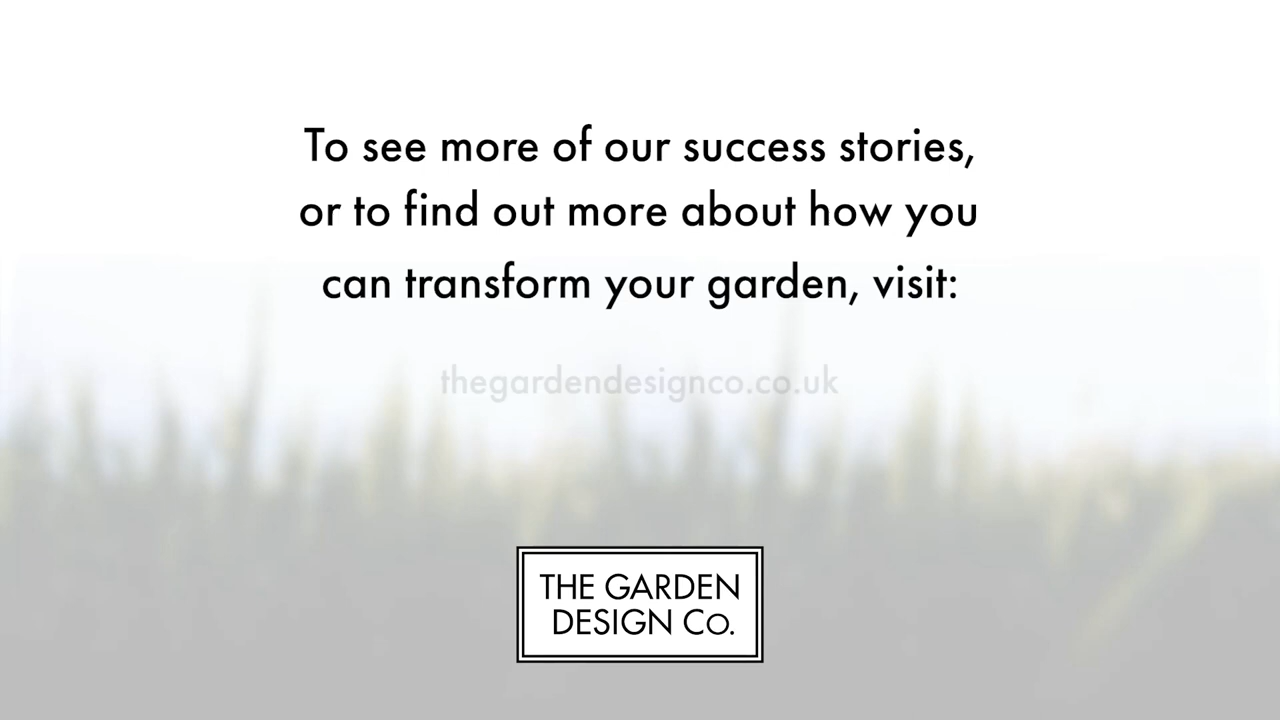 To see more of our success stories,
or to find out more about how you
can transform your garden, visit:
thegardendesignco.co.uk
THE GARDEN
DESIGN Co.